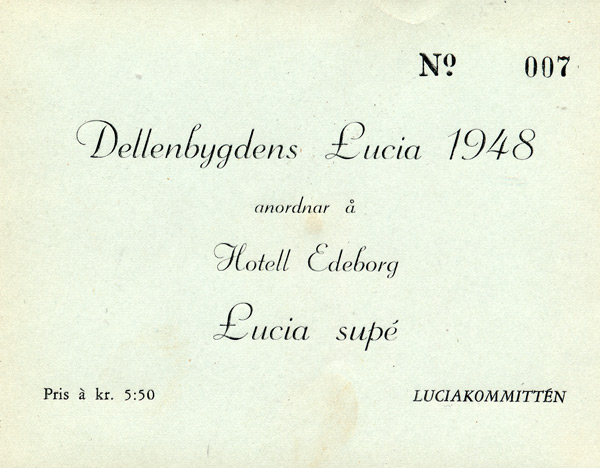 Nº 007
Dellenbygdens Lucia 1948
anordnar å
Hotell Edeborg
Lucia supé
Pris à kr. 5:50
LUCIAKOMMITTÉN